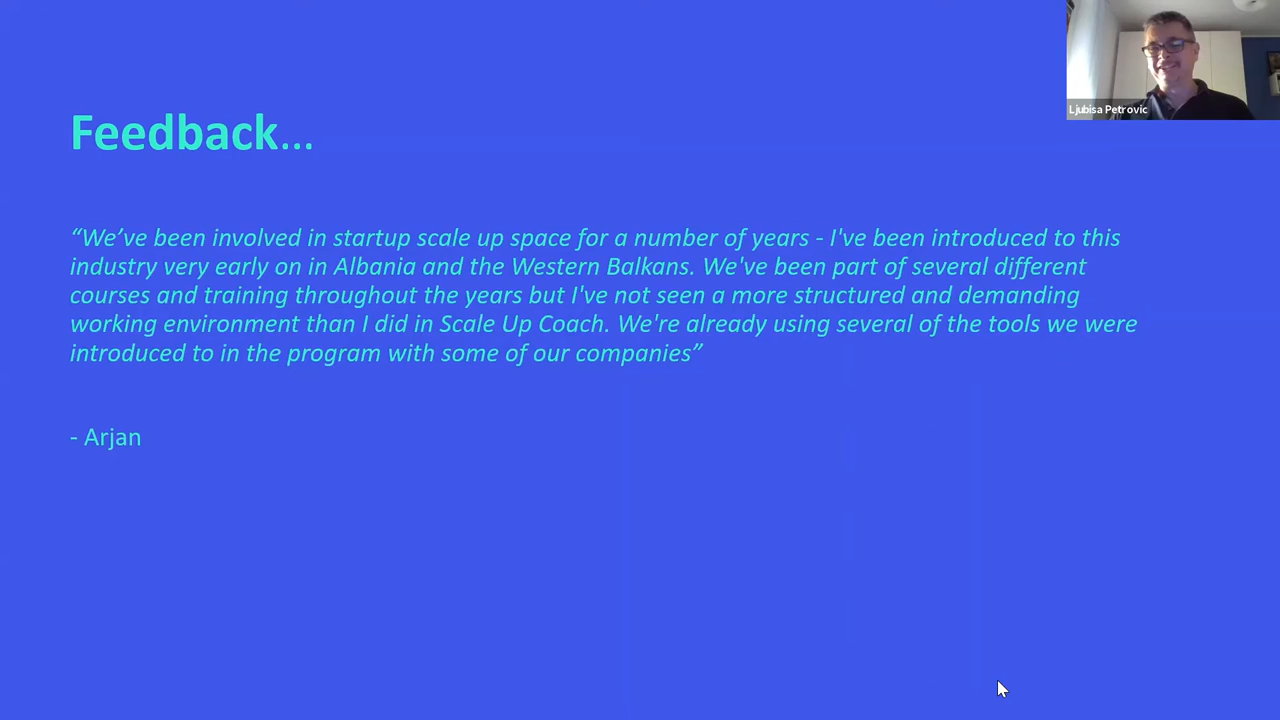 Ljubisa Petrovic
Feedback...
“We’ve been involved in startup scale up space for a number of years - I've been introduced to this
industry very early on in Albania and the Western Balkans. We've been part of several different
courses and training throughout the years but I've not seen a more structured and demanding
working environment than I did in Scale Up Coach. We're already using several of the tools we were
introduced to in the program with some of our companies”
- Arjan